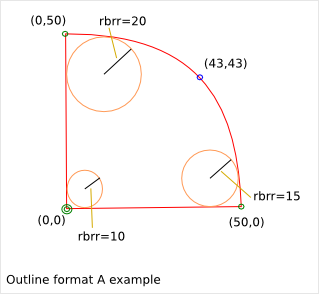 (0,50)
rbrr=20
(43,43)
rbrr=15
(0,0)
(50,0)
rbrr=10
Outline format A example